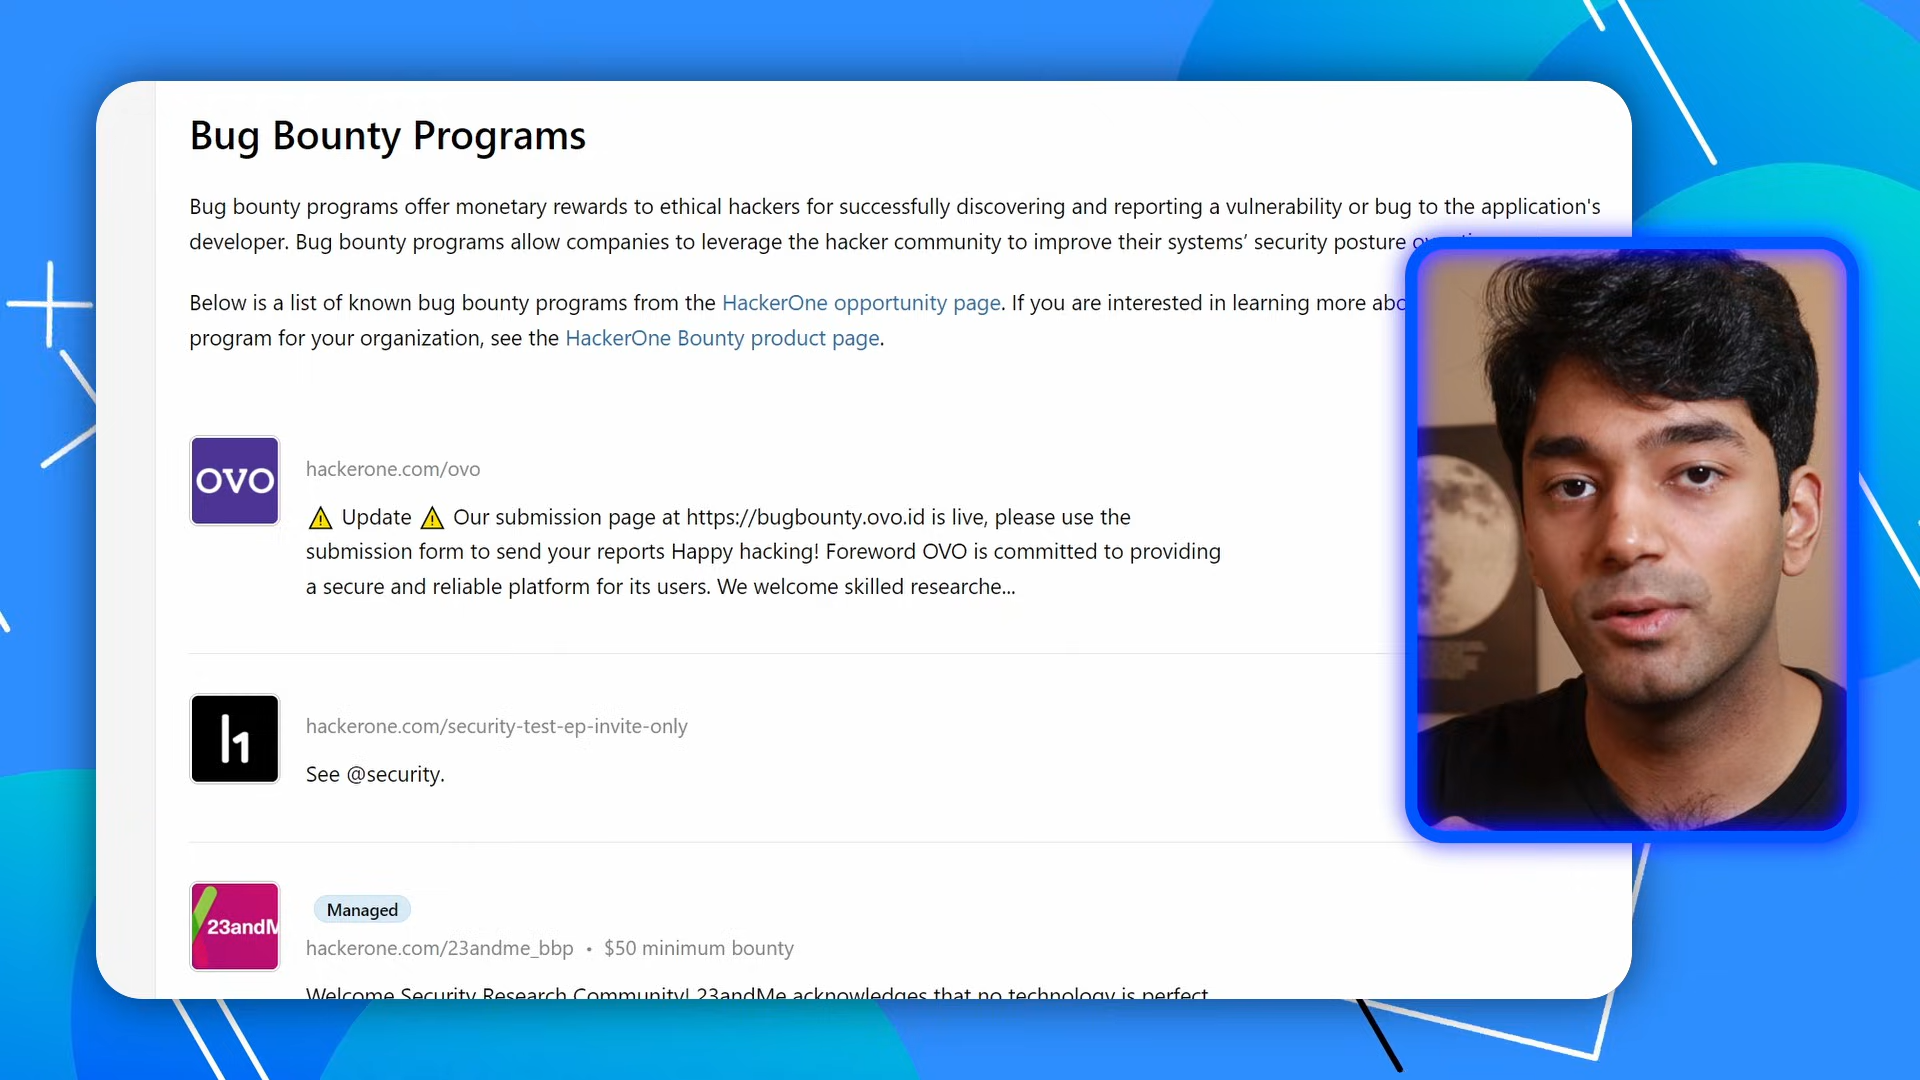 Bug Bounty Programs
Bug bounty programs offer monetary rewards to ethical hackers for successfully discovering and reporting a vulnerability or bug to the application's
developer. Bug bounty programs allow companies to leverage the hacker community to improve their systems’ security posture
Below is a list of known bug bounty programs from the HackerOne opportunity page. If you are interested in learning more
program for your organization, see the HackerOne Bounty product page.
OVO
hackerone.com/ovo
⚠ Update ⚠ Our submission page at https://bugbounty.ovo.id is live, please use the
submission form to send your reports Happy hacking! Foreword OVO is committed to providing
a secure and reliable platform for its users. We welcome skilled researche...
h1
hackerone.com/security-test-ep-invite-only
See @security.
23andM
Managed
hackerone.com/23andme_bbp • $50 minimum bounty
Welcome Security Research Community! 23andMe acknowledges that no technology is perfect